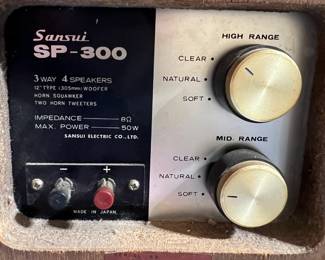 Sansui
SP-300
3 WAY 4 SPEAKERS
12" TYPE (305mm) WOOFER
HORN SQUAWKER
TWO HORN TWEETERS
IMPEDANCE 8Ω
MAX. POWER 50W
SANSUI ELECTRIC CO., LTD.
− +
MADE IN JAPAN
HIGH RANGE
CLEAR
NATURAL
SOFT
MID. RANGE
CLEAR
NATURAL
SOFT